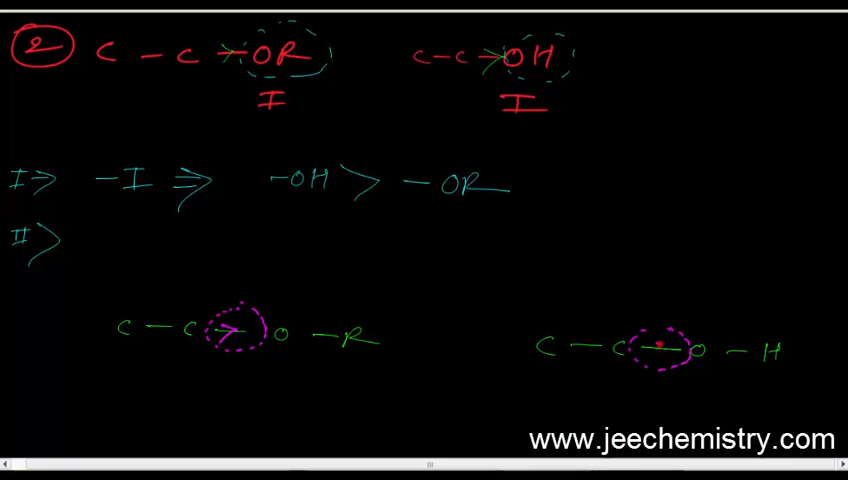 2 C - C - OR C - C - OH
I I
I> -I ⇒ -OH > -OR
II>
C - C - O - R C - C - O - H
www.jeechemistry.com